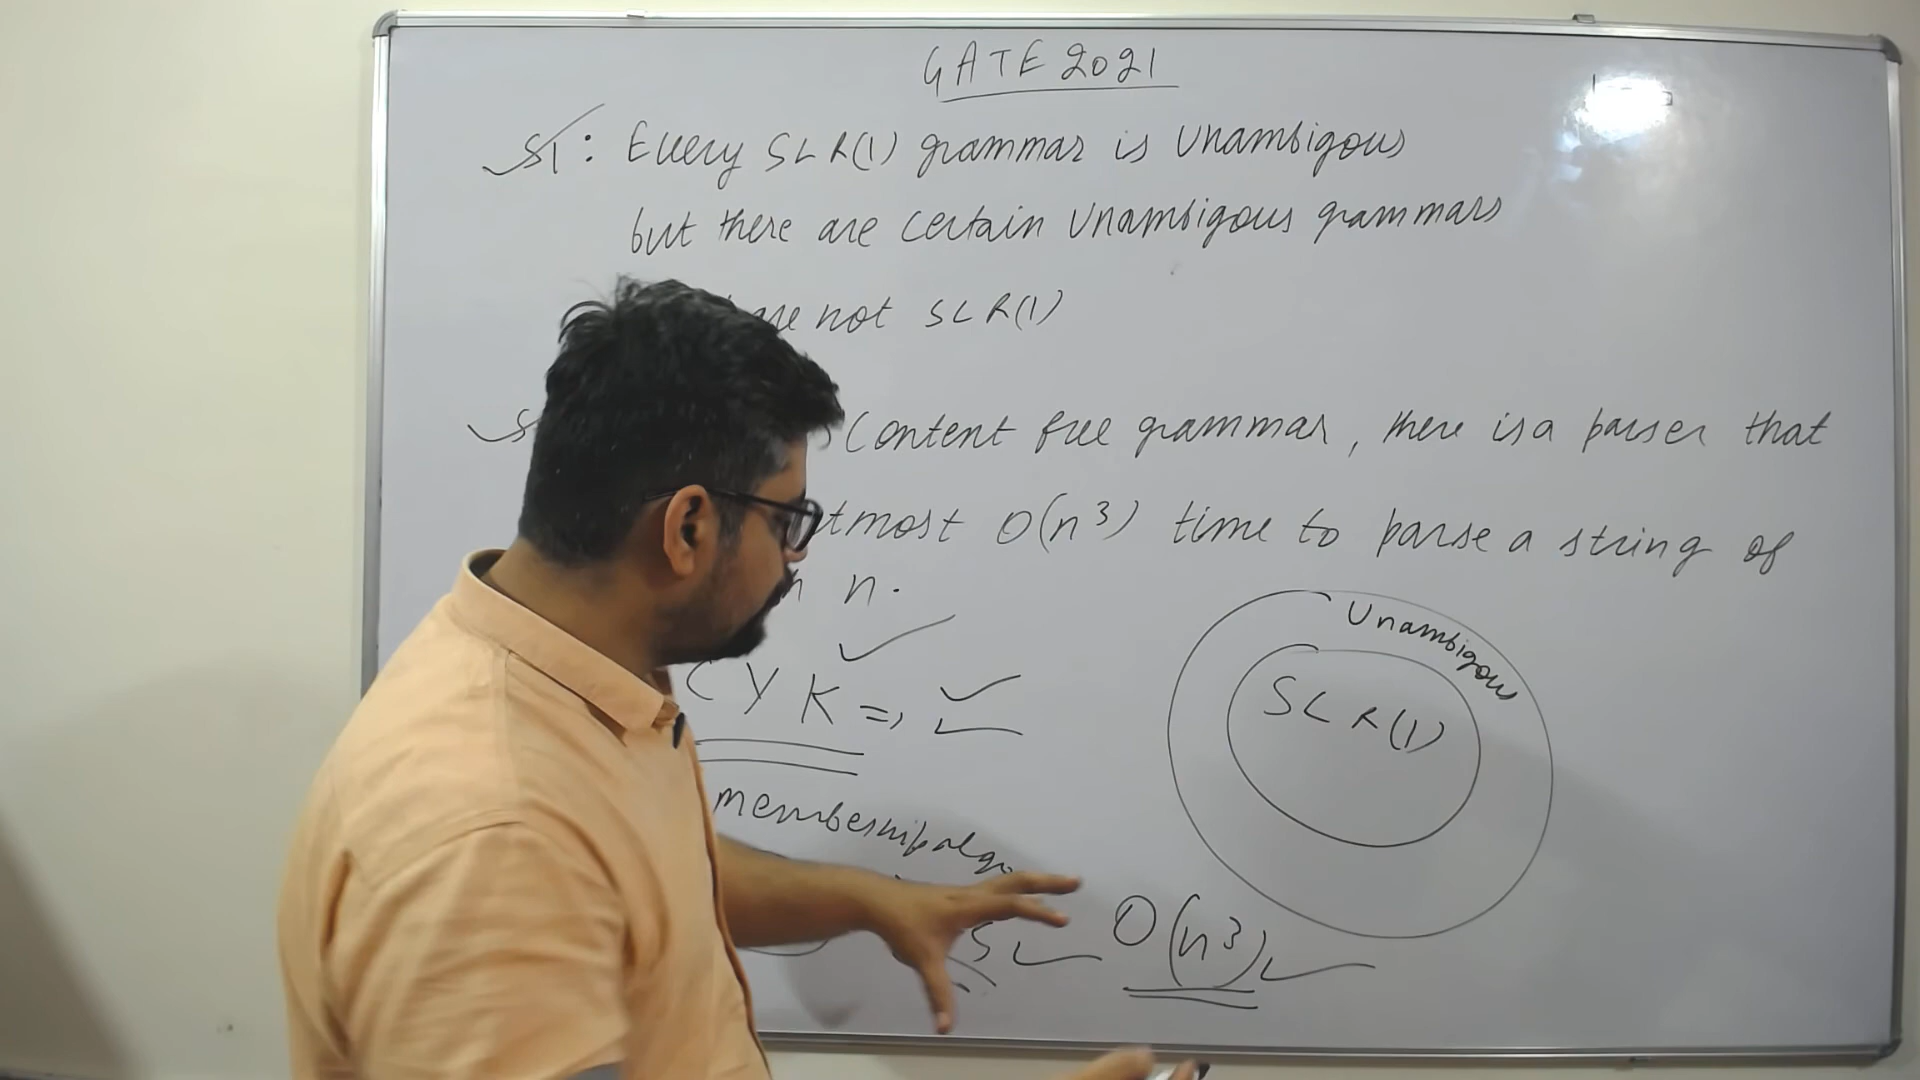 GATE 2021
S1: Every SLR(1) grammar is Unambigous
but there are certain Unambigous grammars
are not SLR(1)
Content free grammar, there is a parser that
atmost O(n³) time to parse a string of
n.
Unambigous
SLR(1)
CYK =>
membership algo
O(n³)